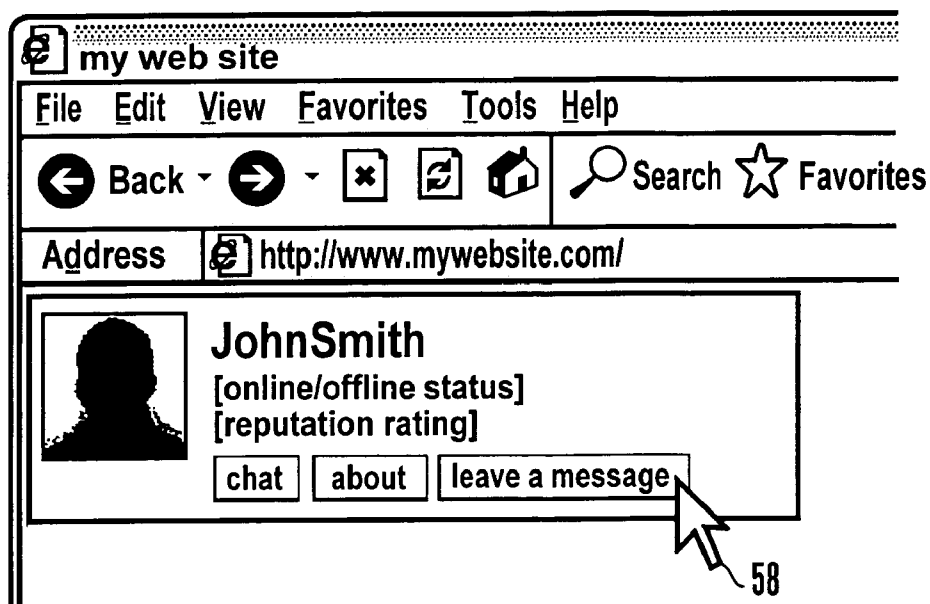 my web site
File Edit View Favorites Tools Help
Back Search Favorites
Address http://www.mywebsite.com/
JohnSmith
[online/offline status]
[reputation rating]
chat about leave a message
58